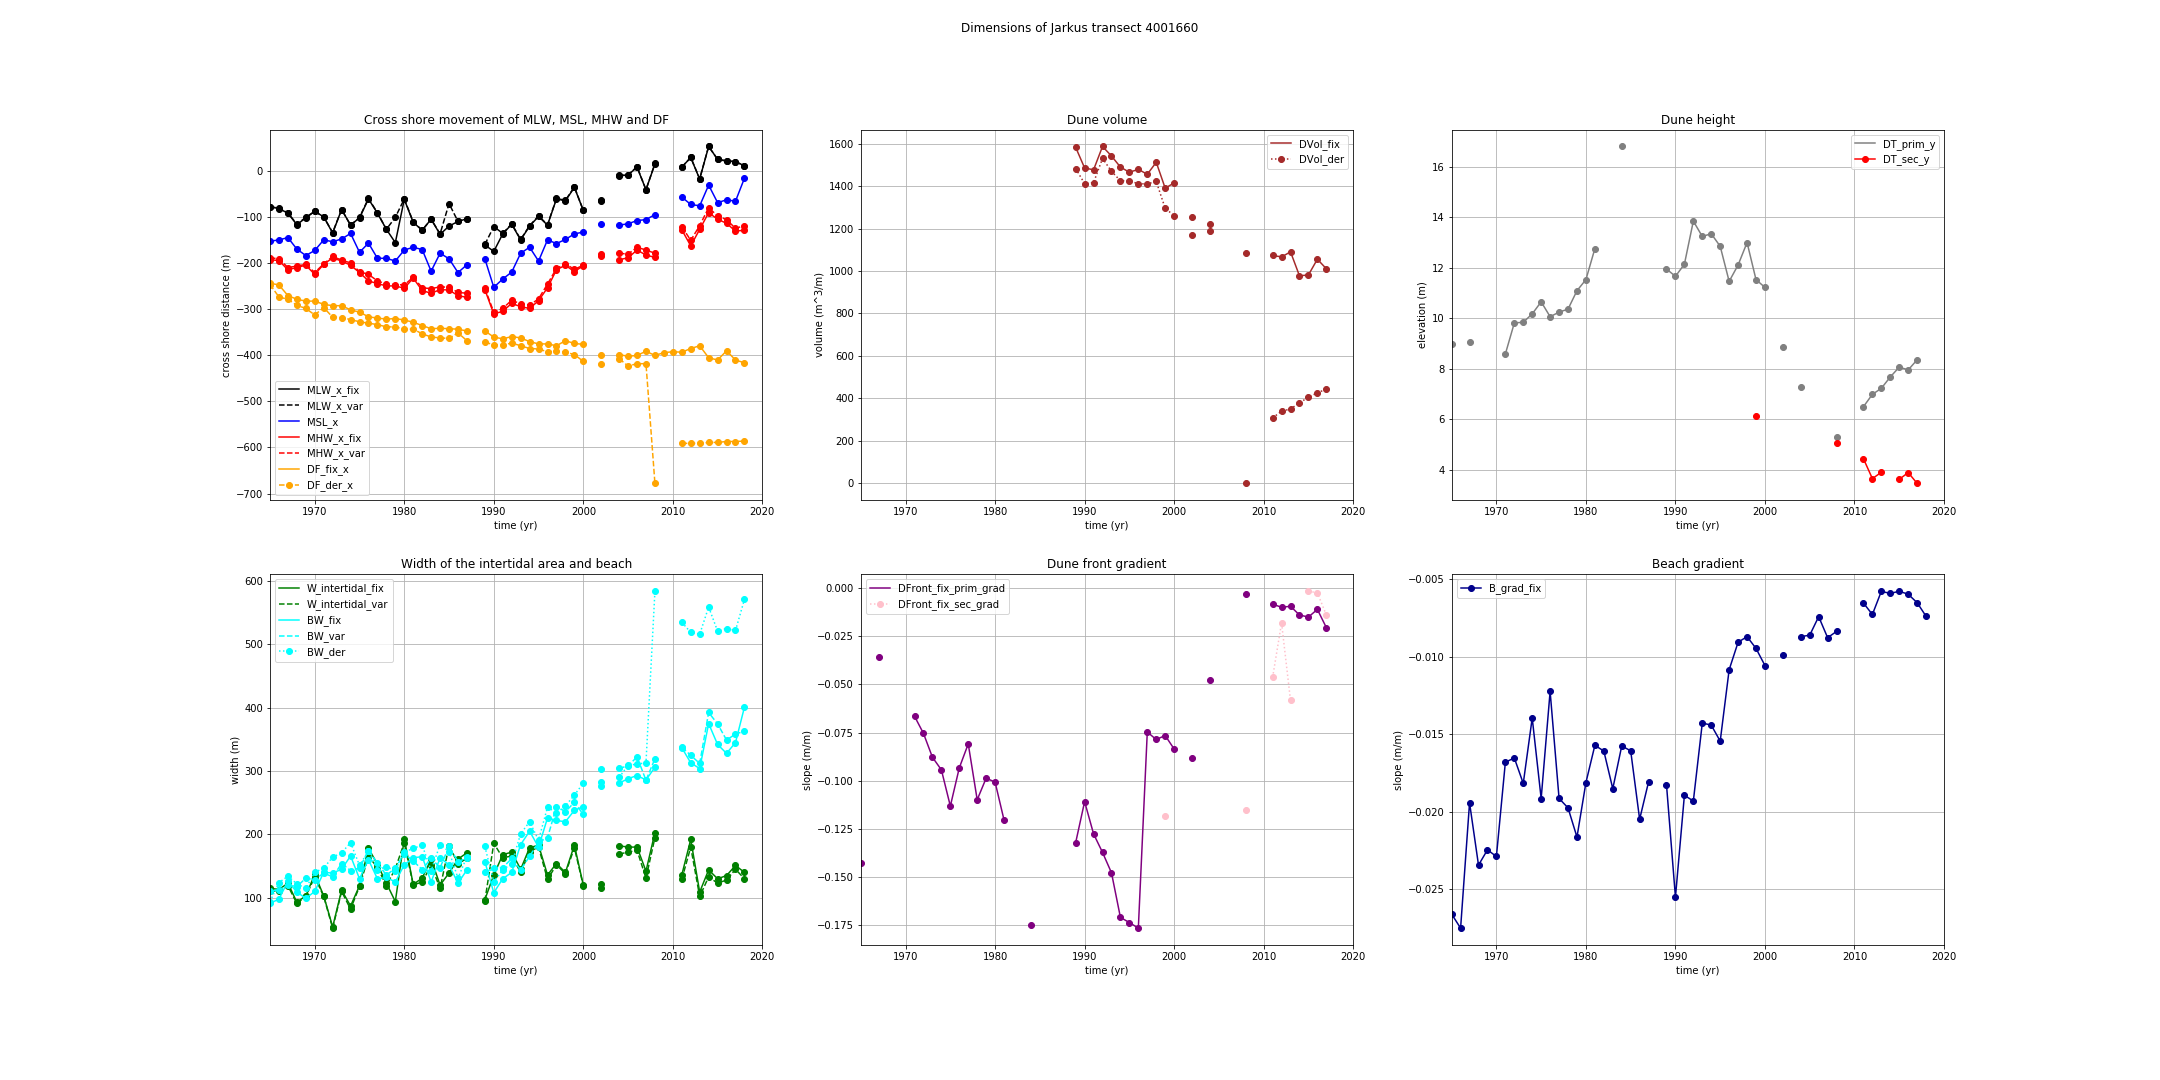 Dimensions of Jarkus transect 4001660
Cross shore movement of MLW, MSL, MHW and DF
cross shore distance (m)
0
−100
−200
−300
−400
−500
−600
−700
MLW_x_fix
MLW_x_var
MSL_x
MHW_x_fix
MHW_x_var
DF_fix_x
DF_der_x
1970 1980 1990 2000 2010 2020
time (yr)
Dune volume
volume (m^3/m)
1600
1400
1200
1000
800
600
400
200
0
DVol_fix
DVol_der
1970 1980 1990 2000 2010 2020
time (yr)
Dune height
elevation (m)
16
14
12
10
8
6
4
DT_prim_y
DT_sec_y
1970 1980 1990 2000 2010 2020
time (yr)
Width of the intertidal area and beach
width (m)
600
500
400
300
200
100
W_intertidal_fix
W_intertidal_var
BW_fix
BW_var
BW_der
1970 1980 1990 2000 2010 2020
time (yr)
Dune front gradient
slope (m/m)
0.000
−0.025
−0.050
−0.075
−0.100
−0.125
−0.150
−0.175
DFront_fix_prim_grad
DFront_fix_sec_grad
1970 1980 1990 2000 2010 2020
time (yr)
Beach gradient
slope (m/m)
−0.005
−0.010
−0.015
−0.020
−0.025
B_grad_fix
1970 1980 1990 2000 2010 2020
time (yr)